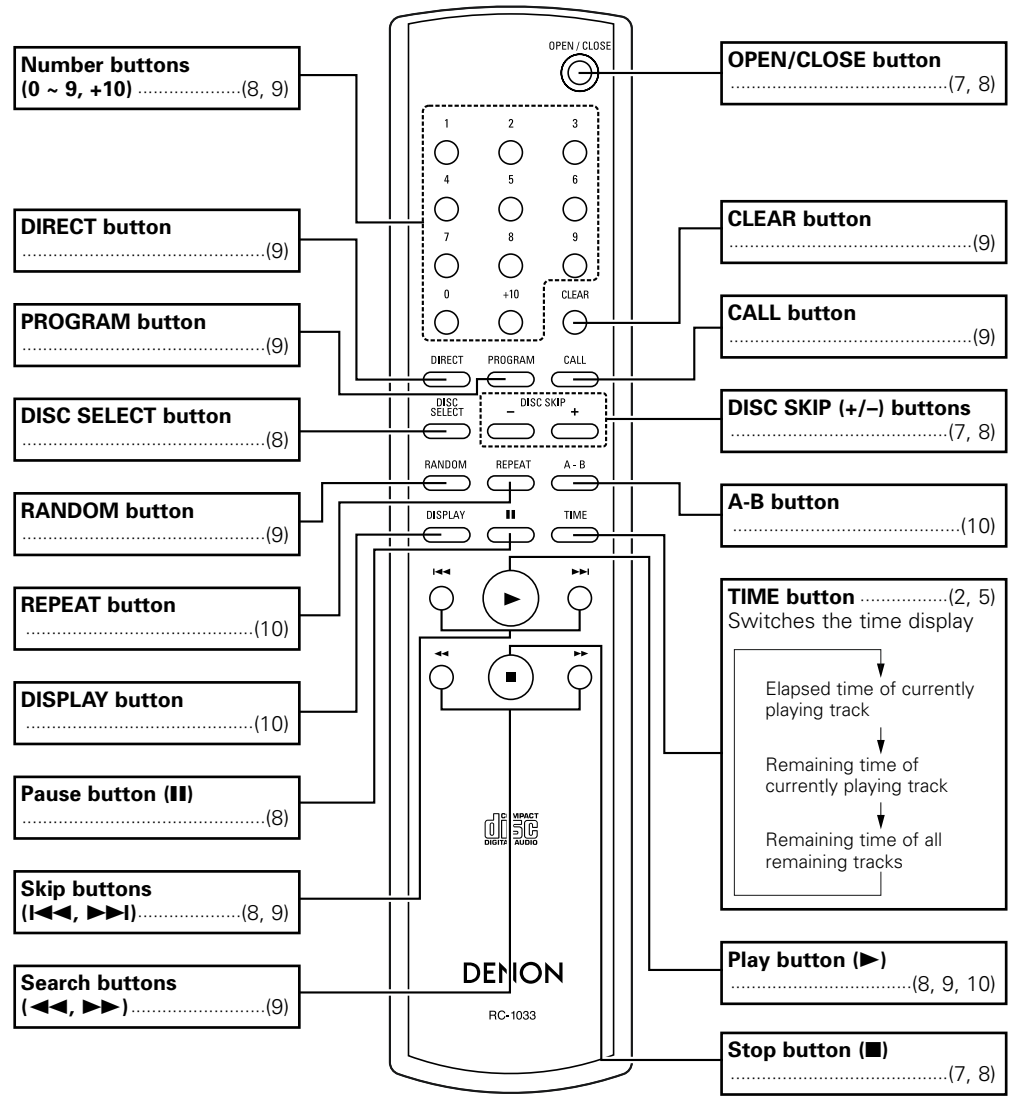 Number buttons
(0 ~ 9, +10) ....................(8, 9)
DIRECT button
....................(9)
PROGRAM button
....................(9)
DISC SELECT button
....................(8)
RANDOM button
....................(9)
REPEAT button
....................(10)
DISPLAY button
....................(10)
Pause button (❚❚)
....................(8)
Skip buttons
(I◄◄, ►►I)....................(8, 9)
Search buttons
(◄◄, ►►)....................(9)
OPEN / CLOSE
1 2 3
4 5 6
7 8 9
0 +10 CLEAR
DIRECT PROGRAM CALL
DISC
SELECT
DISC SKIP
– +
RANDOM REPEAT A - B
DISPLAY ❚❚ TIME
I◄◄ ► ►►I
◄◄ ■ ►►
COMPACT
disc
DIGITAL AUDIO
DENON
RC-1033
OPEN/CLOSE button
....................(7, 8)
CLEAR button
....................(9)
CALL button
....................(9)
DISC SKIP (+/–) buttons
....................(7, 8)
A-B button
....................(10)
TIME button ....................(2, 5)
Switches the time display
Elapsed time of currently
playing track
Remaining time of
currently playing track
Remaining time of all
remaining tracks
Play button (►)
....................(8, 9, 10)
Stop button (■)
....................(7, 8)